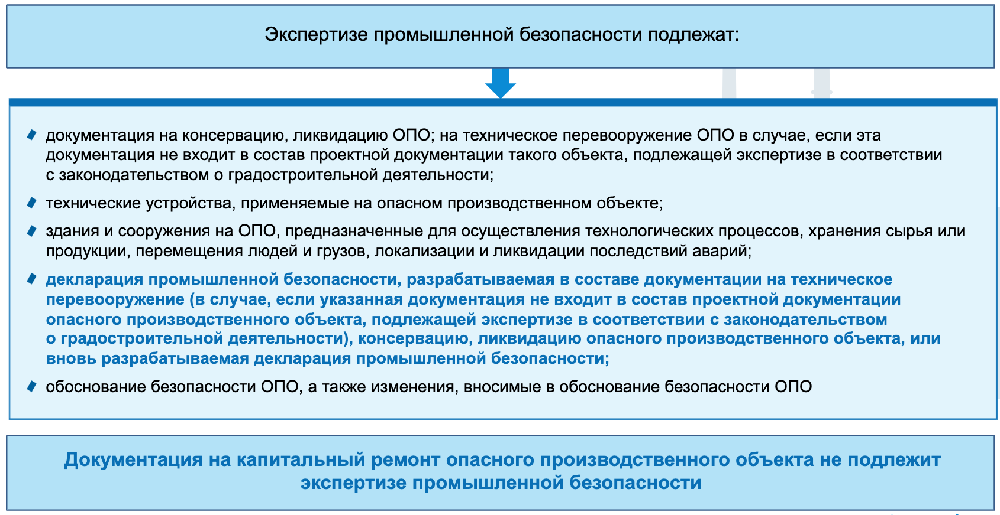 Экспертизе промышленной безопасности подлежат:
документация на консервацию, ликвидацию ОПО; на техническое перевооружение ОПО в случае, если эта
документация не входит в состав проектной документации такого объекта, подлежащей экспертизе в соответствии
с законодательством о градостроительной деятельности;
технические устройства, применяемые на опасном производственном объекте;
здания и сооружения на ОПО, предназначенные для осуществления технологических процессов, хранения сырья или
продукции, перемещения людей и грузов, локализации и ликвидации последствий аварий;
декларация промышленной безопасности, разрабатываемая в составе документации на техническое
перевооружение (в случае, если указанная документация не входит в состав проектной документации
опасного производственного объекта, подлежащей экспертизе в соответствии с законодательством
о градостроительной деятельности), консервацию, ликвидацию опасного производственного объекта, или
вновь разрабатываемая декларация промышленной безопасности;
обоснование безопасности ОПО, а также изменения, вносимые в обоснование безопасности ОПО
Документация на капитальный ремонт опасного производственного объекта не подлежит
экспертизе промышленной безопасности